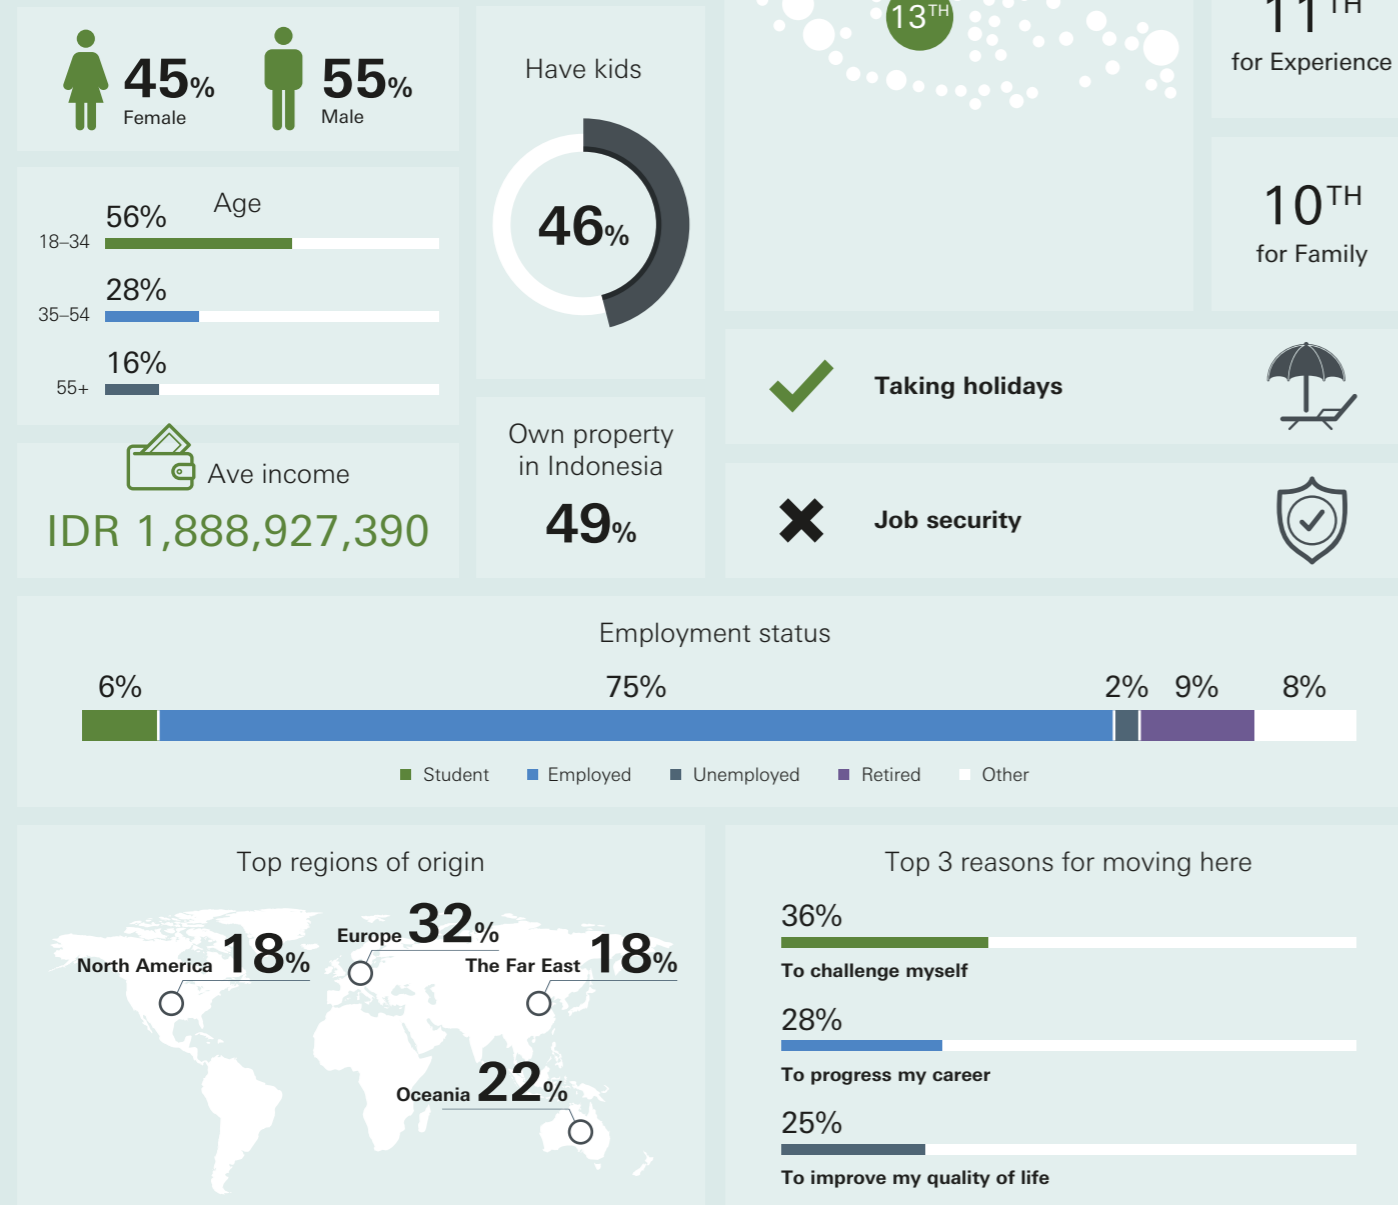 45%
Female
55%
Male
Have kids
46%
13TH
11TH
for Experience
10TH
for Family
Age
56%
18–34
28%
35–54
16%
55+
Ave income
IDR 1,888,927,390
Own property
in Indonesia
49%
Taking holidays
Job security
Employment status
6% 75% 2% 9% 8%
Student Employed Unemployed Retired Other
Top regions of origin
North America 18%
Europe 32%
The Far East 18%
Oceania 22%
Top 3 reasons for moving here
36%
To challenge myself
28%
To progress my career
25%
To improve my quality of life